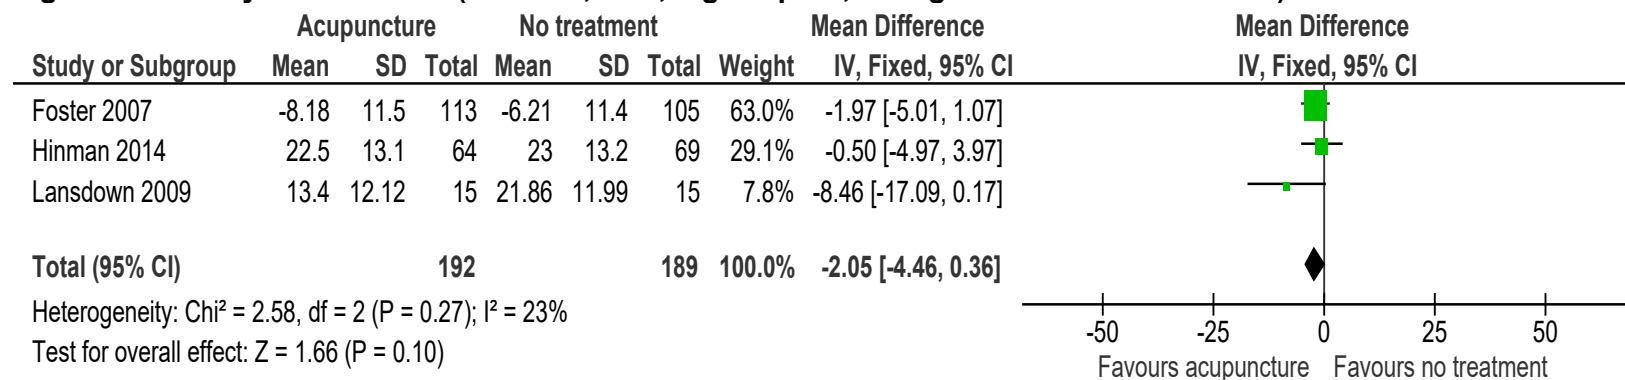 Acupuncture No treatment Mean Difference Mean Difference
Study or Subgroup Mean SD Total Mean SD Total Weight IV, Fixed, 95% CI IV, Fixed, 95% CI
Foster 2007 -8.18 11.5 113 -6.21 11.4 105 63.0% -1.97 [-5.01, 1.07]
Hinman 2014 22.5 13.1 64 23 13.2 69 29.1% -0.50 [-4.97, 3.97]
Lansdown 2009 13.4 12.12 15 21.86 11.99 15 7.8% -8.46 [-17.09, 0.17]
Total (95% CI) 192 189 100.0% -2.05 [-4.46, 0.36]
Heterogeneity: Chi² = 2.58, df = 2 (P = 0.27); I² = 23%
Test for overall effect: Z = 1.66 (P = 0.10)
-50 -25 0 25 50
Favours acupuncture Favours no treatment